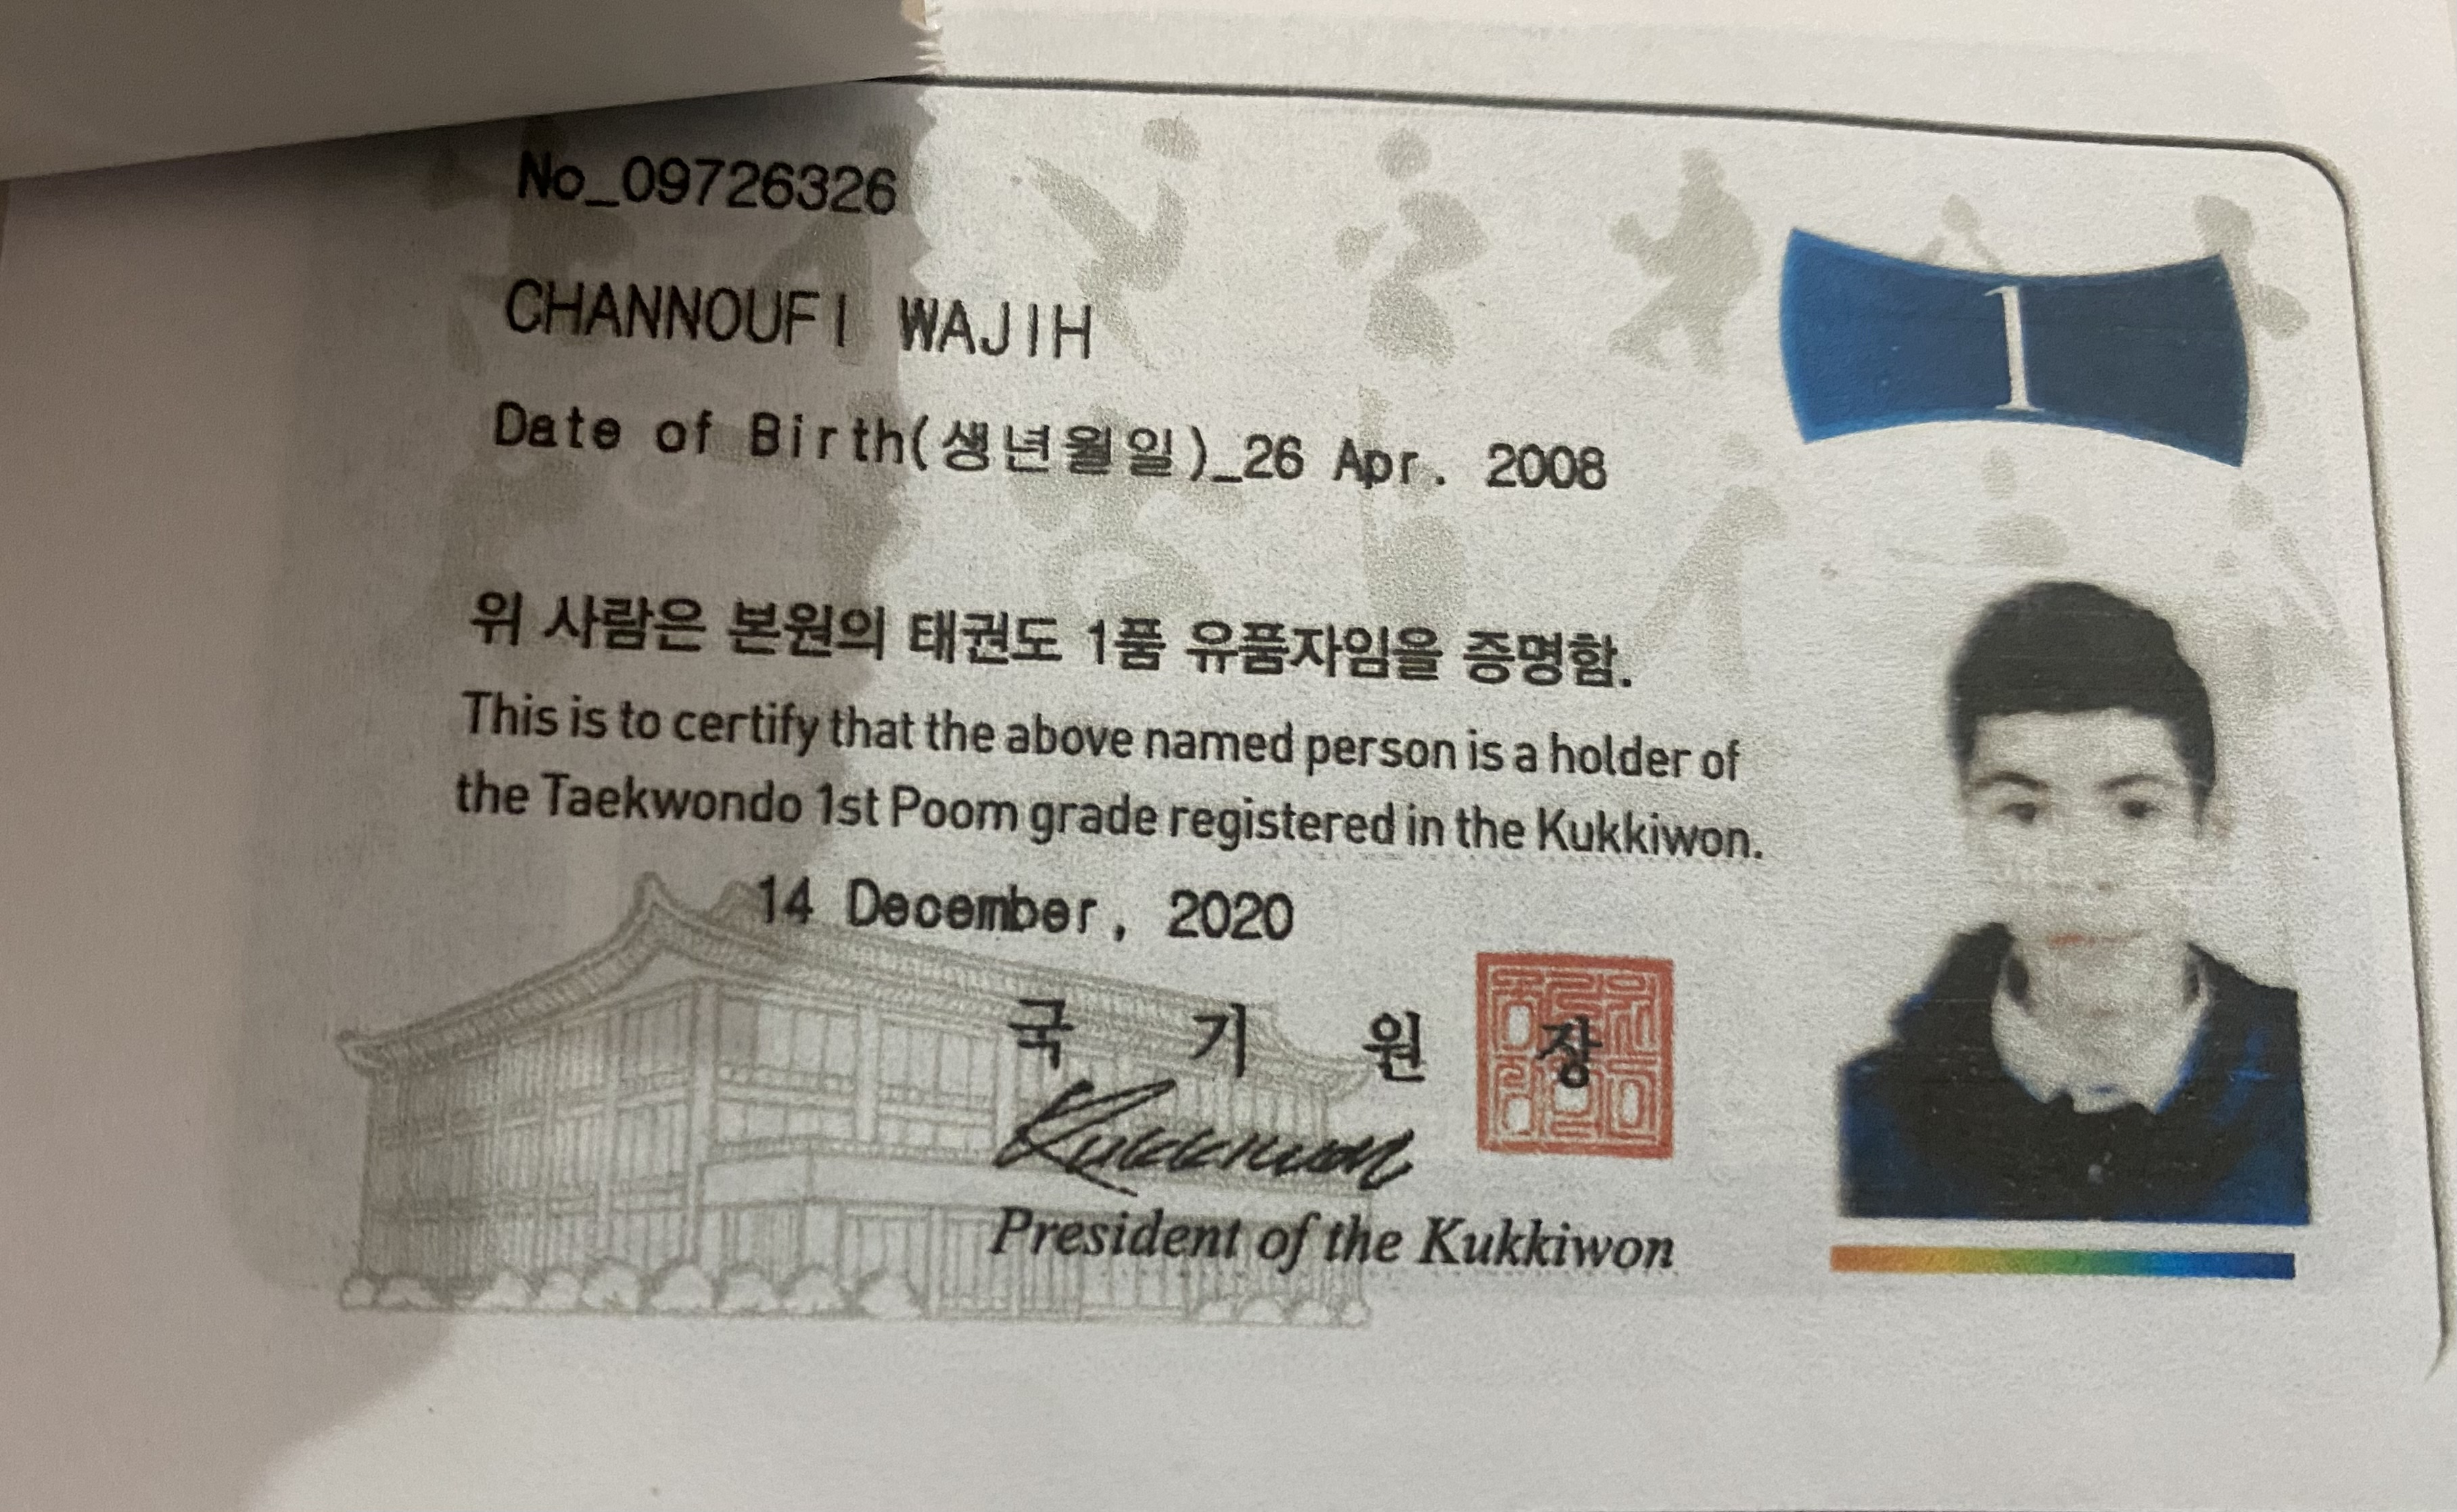 No_09726326
1
CHANNOUFI WAJIH
Date of Birth(생년월일)_26 Apr. 2008
위 사람은 본원의 태권도 1품 유품자임을 증명함.
This is to certify that the above named person is a holder of
the Taekwondo 1st Poom grade registered in the Kukkiwon.
14 December, 2020
국 기 원 장
Kukkiwon
President of the Kukkiwon